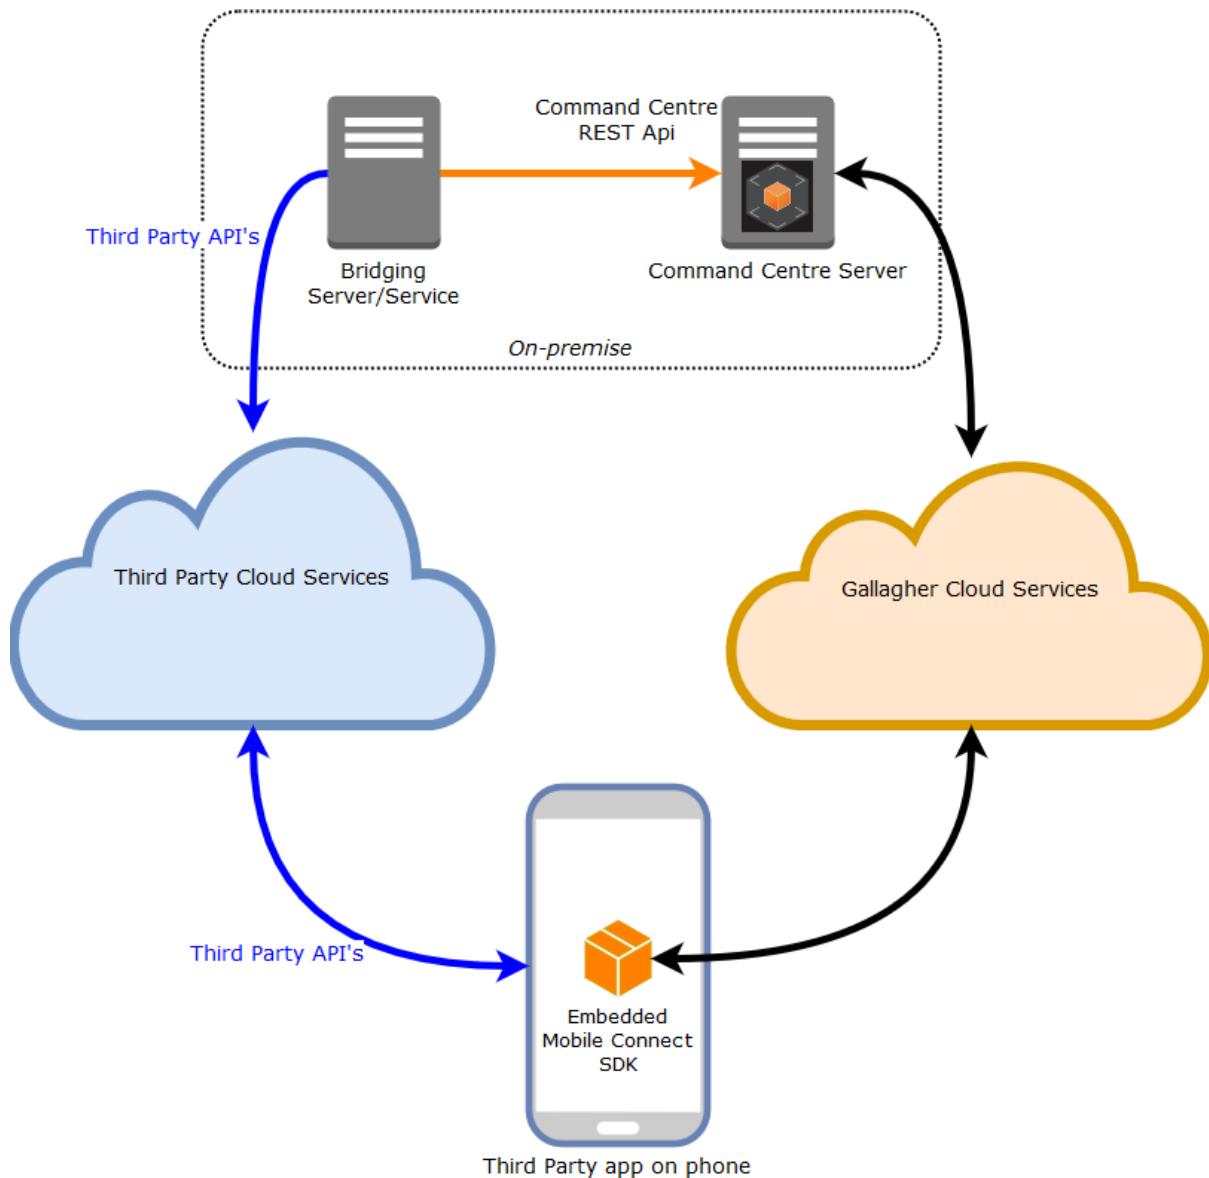 Command Centre
REST Api
Third Party API's
Bridging
Server/Service
Command Centre Server
On-premise
Third Party Cloud Services
Gallagher Cloud Services
Third Party API's
Embedded
Mobile Connect
SDK
Third Party app on phone